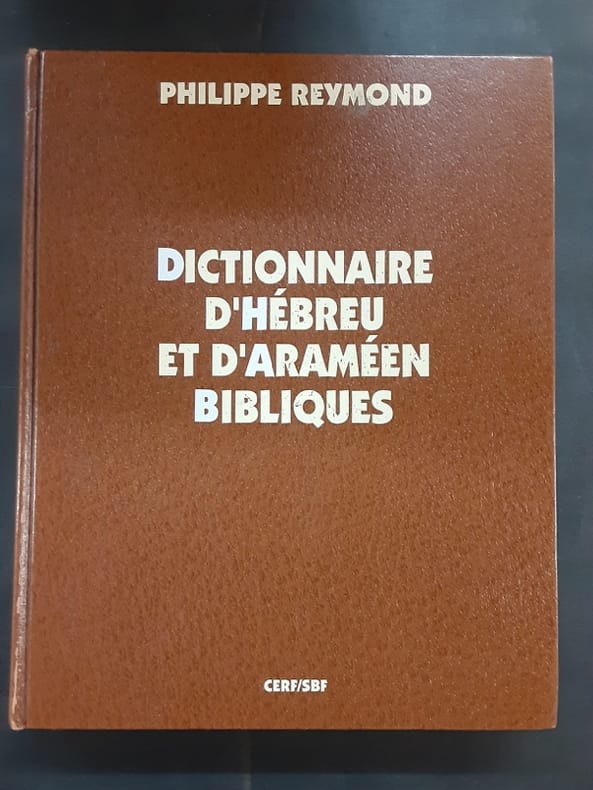 PHILIPPE REYMOND
DICTIONNAIRE
D'HÉBREU
ET D'ARAMÉEN
BIBLIQUES
CERF/SBF